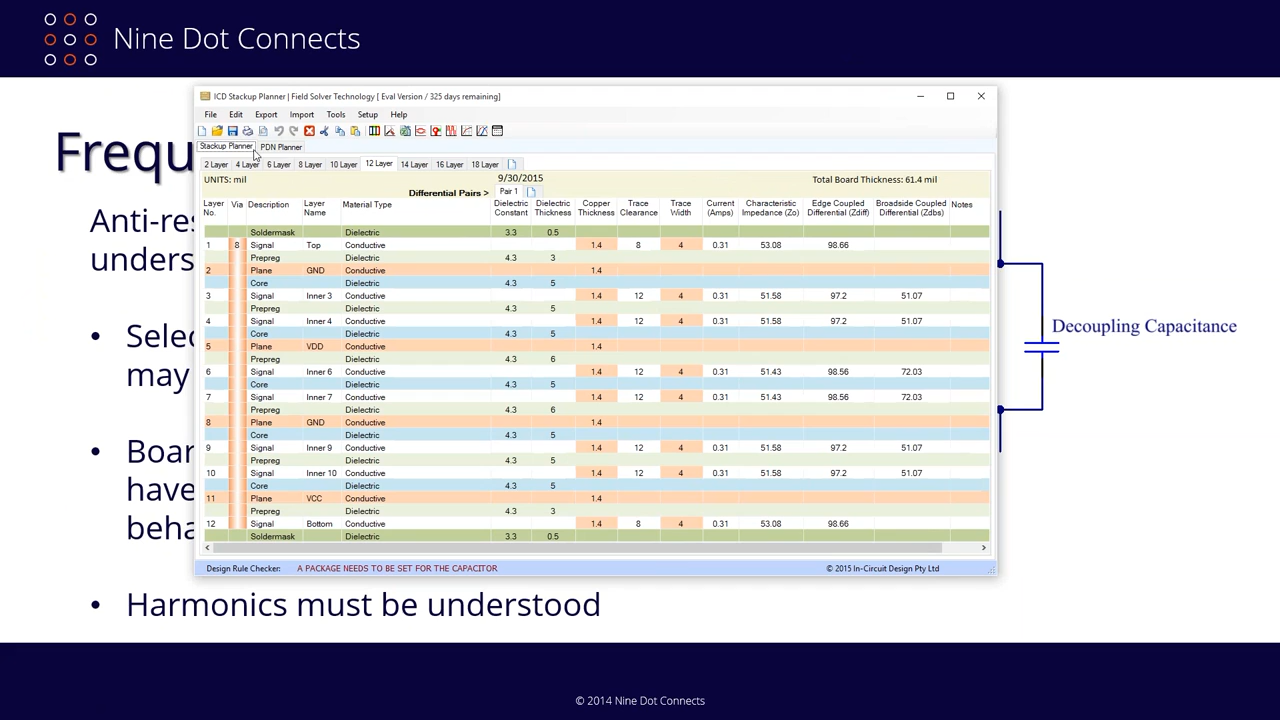 Nine Dot Connects
Frequ
Anti-res
unders
• Selec
may
• Boar
have
beha
• Harmonics must be understood
Decoupling Capacitance
ICD Stackup Planner | Field Solver Technology [ Eval Version / 325 days remaining]
File Edit Export Import Tools Setup Help
Stackup Planner PDN Planner
2 Layer 4 Layer 6 Layer 8 Layer 10 Layer 12 Layer 14 Layer 16 Layer 18 Layer
UNITS: mil 9/30/2015 Total Board Thickness: 61.4 mil
Differential Pairs > Pair 1
Layer No. Via Description Layer Name Material Type Dielectric Constant Dielectric Thickness Copper Thickness Trace Clearance Trace Width Current (Amps) Characteristic Impedance (Zo) Edge Coupled Differential (Zdiff) Broadside Coupled Differential (Zdbs) Notes
Soldermask Dielectric 3.3 0.5
1 8 Signal Top Conductive 1.4 8 4 0.31 53.08 98.66
Prepreg Dielectric 4.3 3
2 Plane GND Conductive 1.4
Core Dielectric 4.3 5
3 Signal Inner 3 Conductive 1.4 12 4 0.31 51.58 97.2 51.07
Prepreg Dielectric 4.3 5
4 Signal Inner 4 Conductive 1.4 12 4 0.31 51.58 97.2 51.07
Core Dielectric 4.3 5
5 Plane VDD Conductive 1.4
Prepreg Dielectric 4.3 6
6 Signal Inner 6 Conductive 1.4 12 4 0.31 51.43 98.56 72.03
Core Dielectric 4.3 5
7 Signal Inner 7 Conductive 1.4 12 4 0.31 51.43 98.56 72.03
Prepreg Dielectric 4.3 6
8 Plane GND Conductive 1.4
Core Dielectric 4.3 5
9 Signal Inner 9 Conductive 1.4 12 4 0.31 51.58 97.2 51.07
Prepreg Dielectric 4.3 5
10 Signal Inner 10 Conductive 1.4 12 4 0.31 51.58 97.2 51.07
Core Dielectric 4.3 5
11 Plane VCC Conductive 1.4
Prepreg Dielectric 4.3 3
12 Signal Bottom Conductive 1.4 8 4 0.31 53.08 98.66
Soldermask Dielectric 3.3 0.5
Design Rule Checker: A PACKAGE NEEDS TO BE SET FOR THE CAPACITOR © 2015 In-Circuit Design Pty Ltd
© 2014 Nine Dot Connects